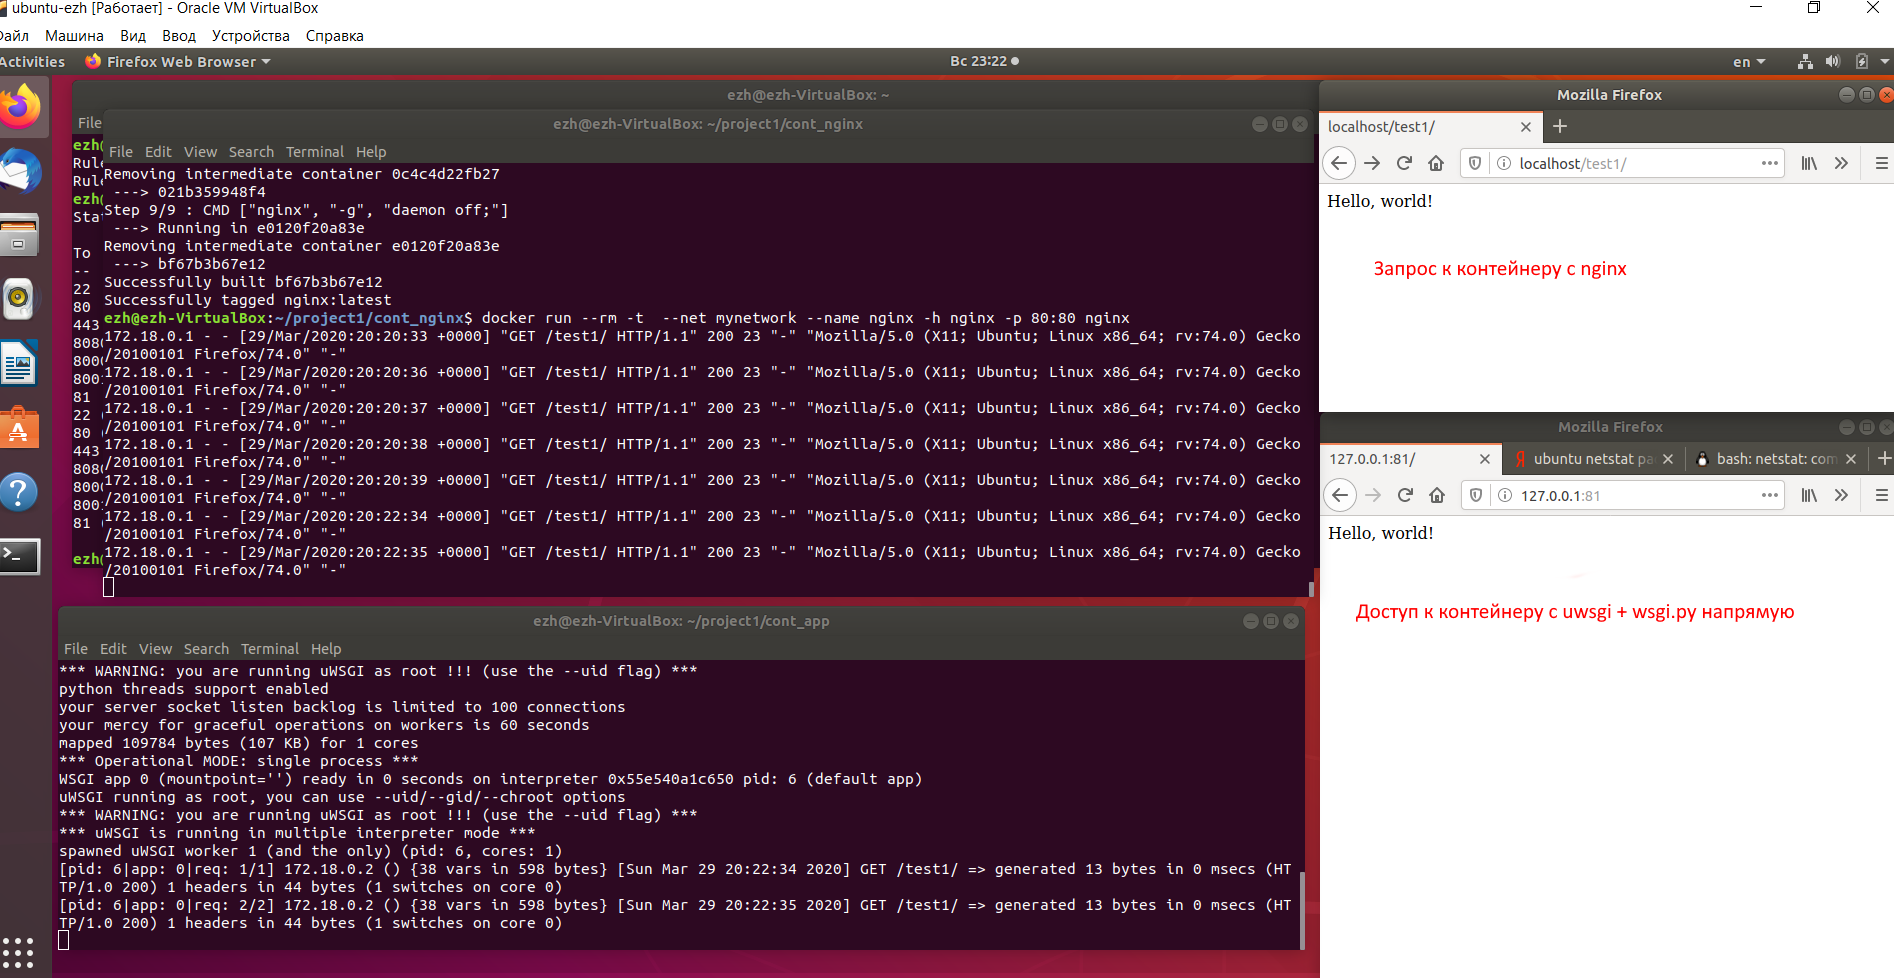 ubuntu-ezh [Работает] - Oracle VM VirtualBox
Файл Машина Вид Ввод Устройства Справка
Activities Firefox Web Browser Вс 23:22 en
ezh@ezh-VirtualBox: ~
File
ezh@
Rule
Rule
ezh@
Stat
To
--
22
80
443
8080
8000
8001
81
22
80
443
8080
8000
8001
81
ezh@
ezh@ezh-VirtualBox: ~/project1/cont_nginx
File Edit View Search Terminal Help
Removing intermediate container 0c4c4d22fb27
---> 021b359948f4
Step 9/9 : CMD ["nginx", "-g", "daemon off;"]
---> Running in e0120f20a83e
Removing intermediate container e0120f20a83e
---> bf67b3b67e12
Successfully built bf67b3b67e12
Successfully tagged nginx:latest
ezh@ezh-VirtualBox:~/project1/cont_nginx$ docker run --rm -t  --net mynetwork --name nginx -h nginx -p 80:80 nginx
172.18.0.1 - - [29/Mar/2020:20:20:33 +0000] "GET /test1/ HTTP/1.1" 200 23 "-" "Mozilla/5.0 (X11; Ubuntu; Linux x86_64; rv:74.0) Gecko
/20100101 Firefox/74.0" "-"
172.18.0.1 - - [29/Mar/2020:20:20:36 +0000] "GET /test1/ HTTP/1.1" 200 23 "-" "Mozilla/5.0 (X11; Ubuntu; Linux x86_64; rv:74.0) Gecko
/20100101 Firefox/74.0" "-"
172.18.0.1 - - [29/Mar/2020:20:20:37 +0000] "GET /test1/ HTTP/1.1" 200 23 "-" "Mozilla/5.0 (X11; Ubuntu; Linux x86_64; rv:74.0) Gecko
/20100101 Firefox/74.0" "-"
172.18.0.1 - - [29/Mar/2020:20:20:38 +0000] "GET /test1/ HTTP/1.1" 200 23 "-" "Mozilla/5.0 (X11; Ubuntu; Linux x86_64; rv:74.0) Gecko
/20100101 Firefox/74.0" "-"
172.18.0.1 - - [29/Mar/2020:20:20:39 +0000] "GET /test1/ HTTP/1.1" 200 23 "-" "Mozilla/5.0 (X11; Ubuntu; Linux x86_64; rv:74.0) Gecko
/20100101 Firefox/74.0" "-"
172.18.0.1 - - [29/Mar/2020:20:22:34 +0000] "GET /test1/ HTTP/1.1" 200 23 "-" "Mozilla/5.0 (X11; Ubuntu; Linux x86_64; rv:74.0) Gecko
/20100101 Firefox/74.0" "-"
172.18.0.1 - - [29/Mar/2020:20:22:35 +0000] "GET /test1/ HTTP/1.1" 200 23 "-" "Mozilla/5.0 (X11; Ubuntu; Linux x86_64; rv:74.0) Gecko
/20100101 Firefox/74.0" "-"
ezh@ezh-VirtualBox: ~/project1/cont_app
File Edit View Search Terminal Help
*** WARNING: you are running uWSGI as root !!! (use the --uid flag) ***
python threads support enabled
your server socket listen backlog is limited to 100 connections
your mercy for graceful operations on workers is 60 seconds
mapped 109784 bytes (107 KB) for 1 cores
*** Operational MODE: single process ***
WSGI app 0 (mountpoint='') ready in 0 seconds on interpreter 0x55e540a1c650 pid: 6 (default app)
uWSGI running as root, you can use --uid/--gid/--chroot options
*** WARNING: you are running uWSGI as root !!! (use the --uid flag) ***
*** uWSGI is running in multiple interpreter mode ***
spawned uWSGI worker 1 (and the only) (pid: 6, cores: 1)
[pid: 6|app: 0|req: 1/1] 172.18.0.2 () {38 vars in 598 bytes} [Sun Mar 29 20:22:34 2020] GET /test1/ => generated 13 bytes in 0 msecs (HT
TP/1.0 200) 1 headers in 44 bytes (1 switches on core 0)
[pid: 6|app: 0|req: 2/2] 172.18.0.2 () {38 vars in 598 bytes} [Sun Mar 29 20:22:35 2020] GET /test1/ => generated 13 bytes in 0 msecs (HT
TP/1.0 200) 1 headers in 44 bytes (1 switches on core 0)
Mozilla Firefox
localhost/test1/
localhost/test1/
Hello, world!
Запрос к контейнеру с nginx
Mozilla Firefox
127.0.0.1:81/ Я ubuntu netstat pa bash: netstat: com
127.0.0.1:81
Hello, world!
Доступ к контейнеру с uwsgi + wsgi.py напрямую